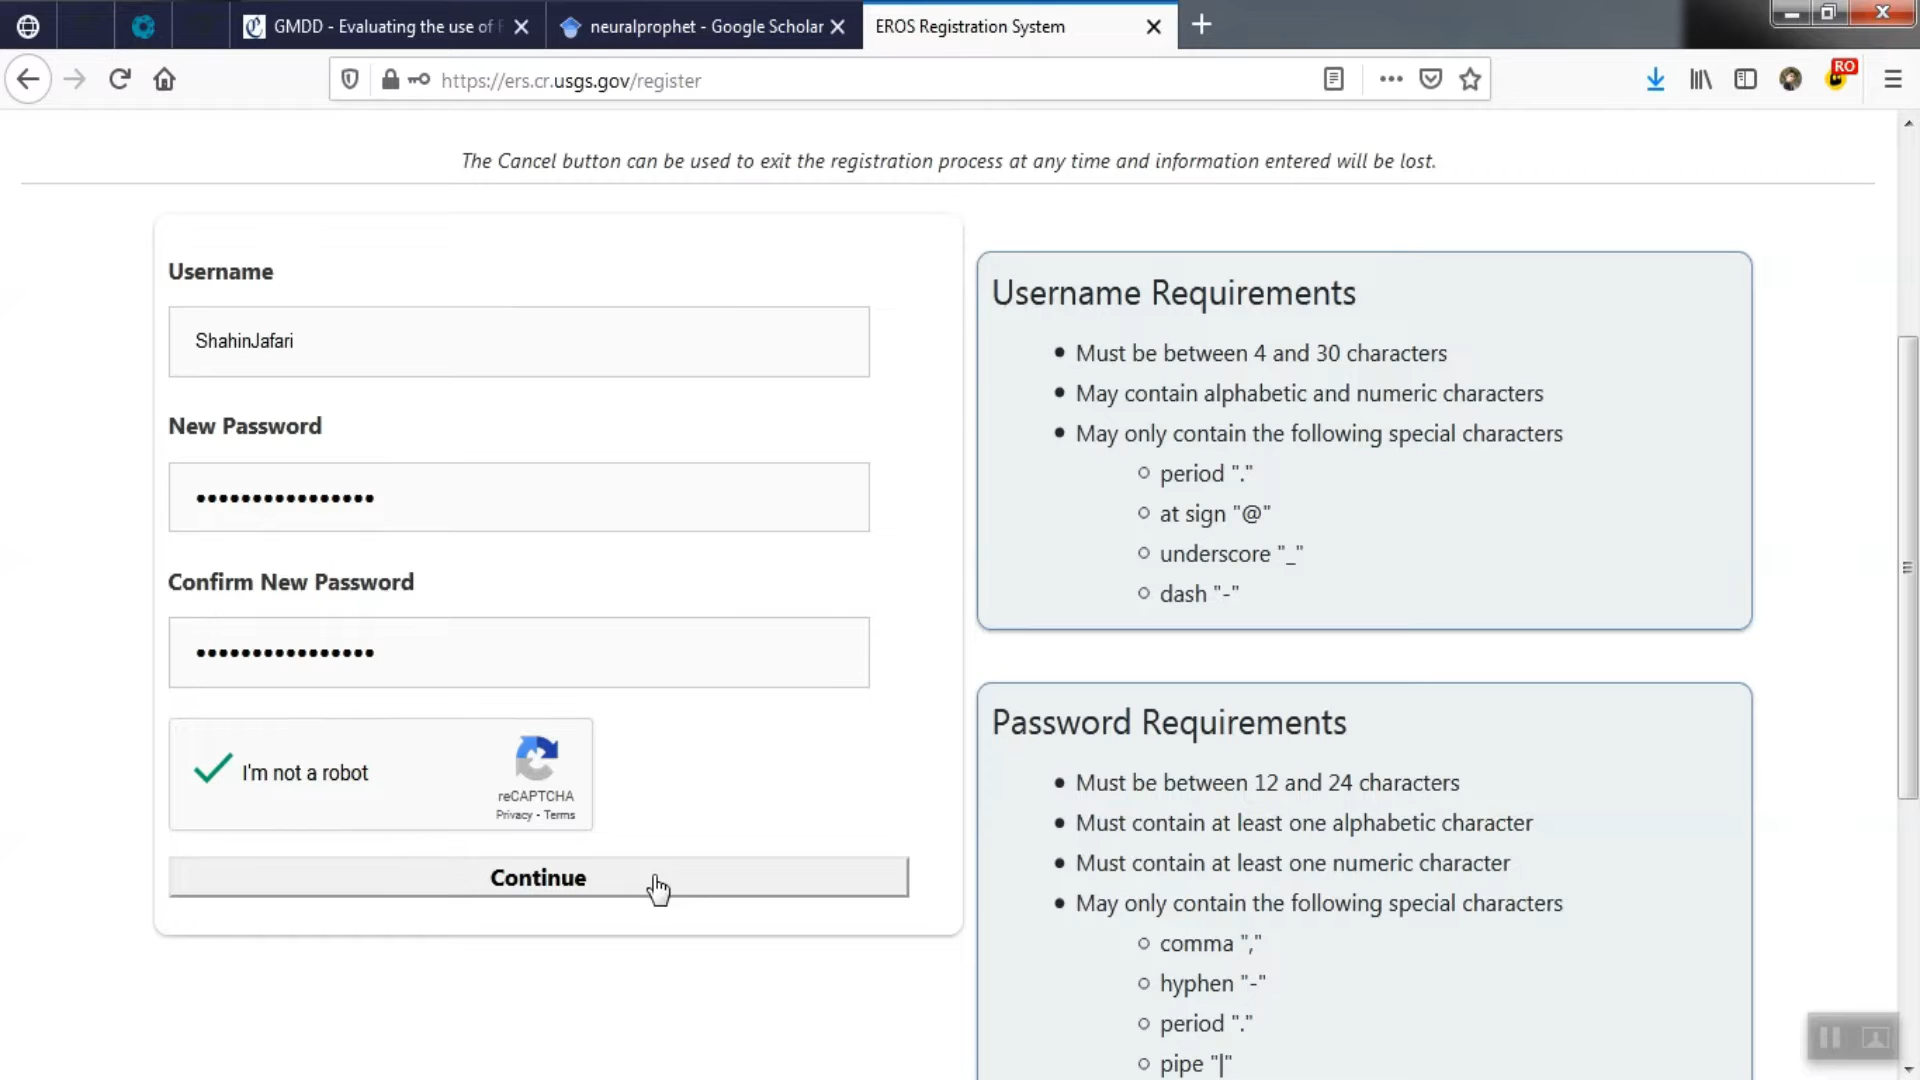 GMDD - Evaluating the use of
neuralprophet - Google Scholar
EROS Registration System
https://ers.cr.usgs.gov/register
RO
The Cancel button can be used to exit the registration process at any time and information entered will be lost.
Username
ShahinJafari
New Password
••••••••••••••••
Confirm New Password
••••••••••••••••
I'm not a robot
reCAPTCHA
Privacy - Terms
Continue
Username Requirements
• Must be between 4 and 30 characters
• May contain alphabetic and numeric characters
• May only contain the following special characters
period "."
at sign "@"
underscore "_"
dash "-"
Password Requirements
• Must be between 12 and 24 characters
• Must contain at least one alphabetic character
• Must contain at least one numeric character
• May only contain the following special characters
comma ","
hyphen "-"
period "."
pipe "|"